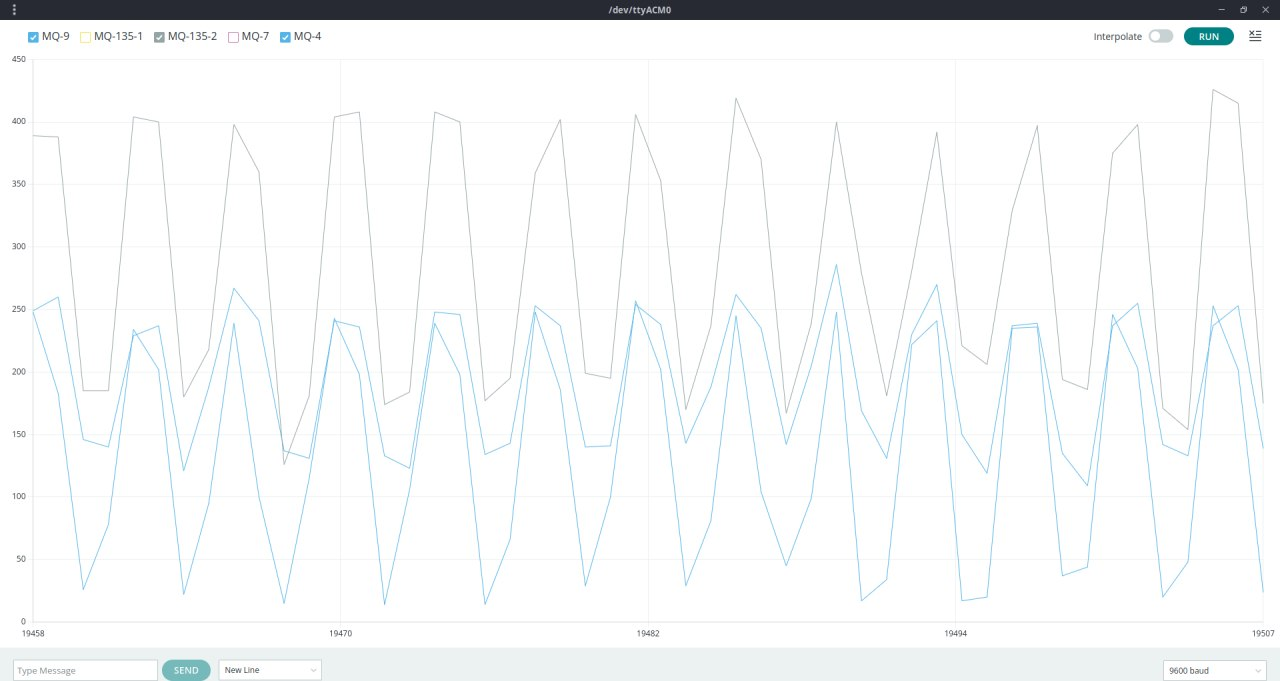 /dev/ttyACM0
MQ-9 MQ-135-1 MQ-135-2 MQ-7 MQ-4 Interpolate RUN
450
400
350
300
250
200
150
100
50
0
19458 19470 19482 19494 19507
Type Message SEND New Line 9600 baud